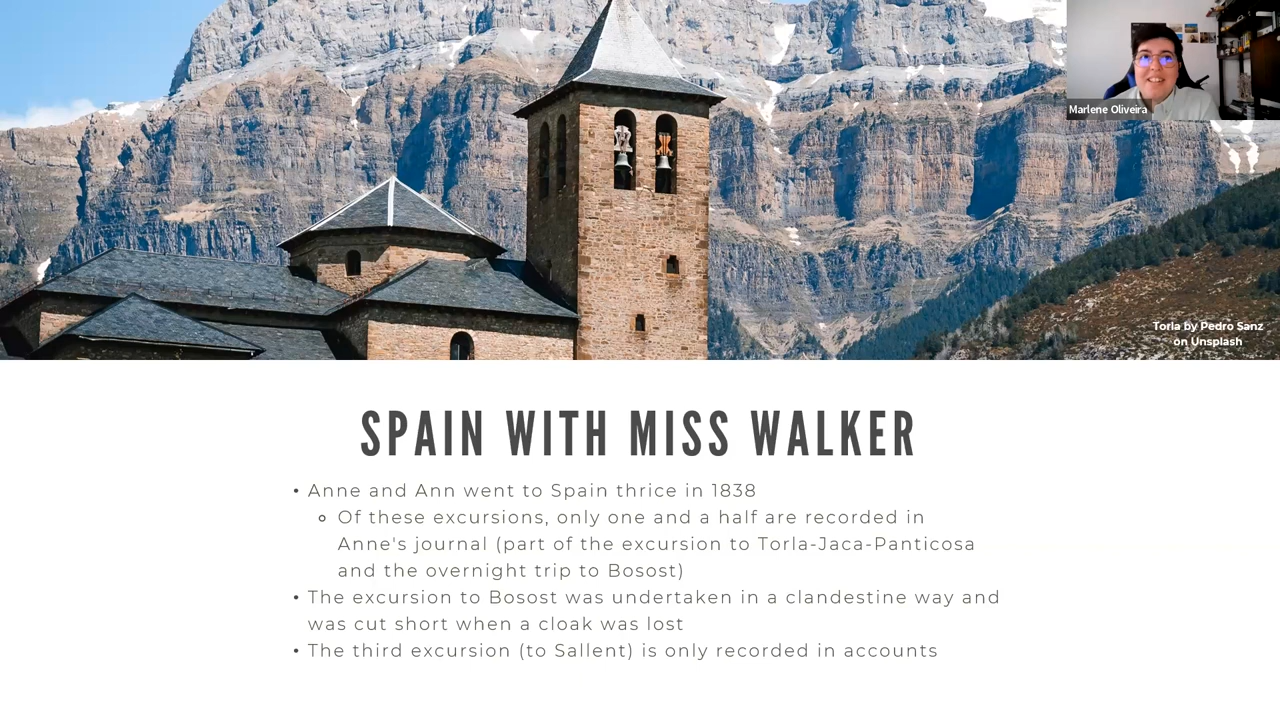 Marlene Oliveira
Torla by Pedro Sanz
on Unsplash
SPAIN WITH MISS WALKER
• Anne and Ann went to Spain thrice in 1838
Of these excursions, only one and a half are recorded in
Anne's journal (part of the excursion to Torla-Jaca-Panticosa
and the overnight trip to Bosost)
• The excursion to Bosost was undertaken in a clandestine way and
was cut short when a cloak was lost
• The third excursion (to Sallent) is only recorded in accounts